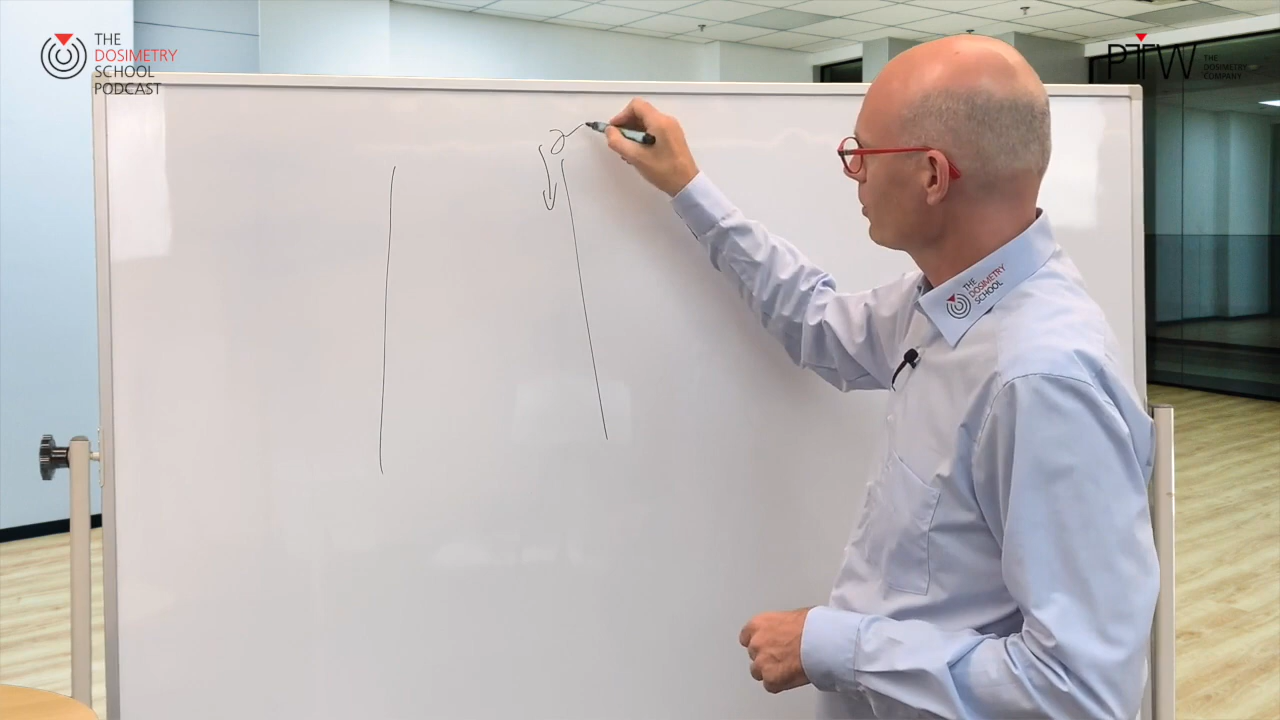 THE
DOSIMETRY
SCHOOL
PODCAST
PTW
THE
DOSIMETRY
COMPANY
THE
DOSIMETRY
SCHOOL